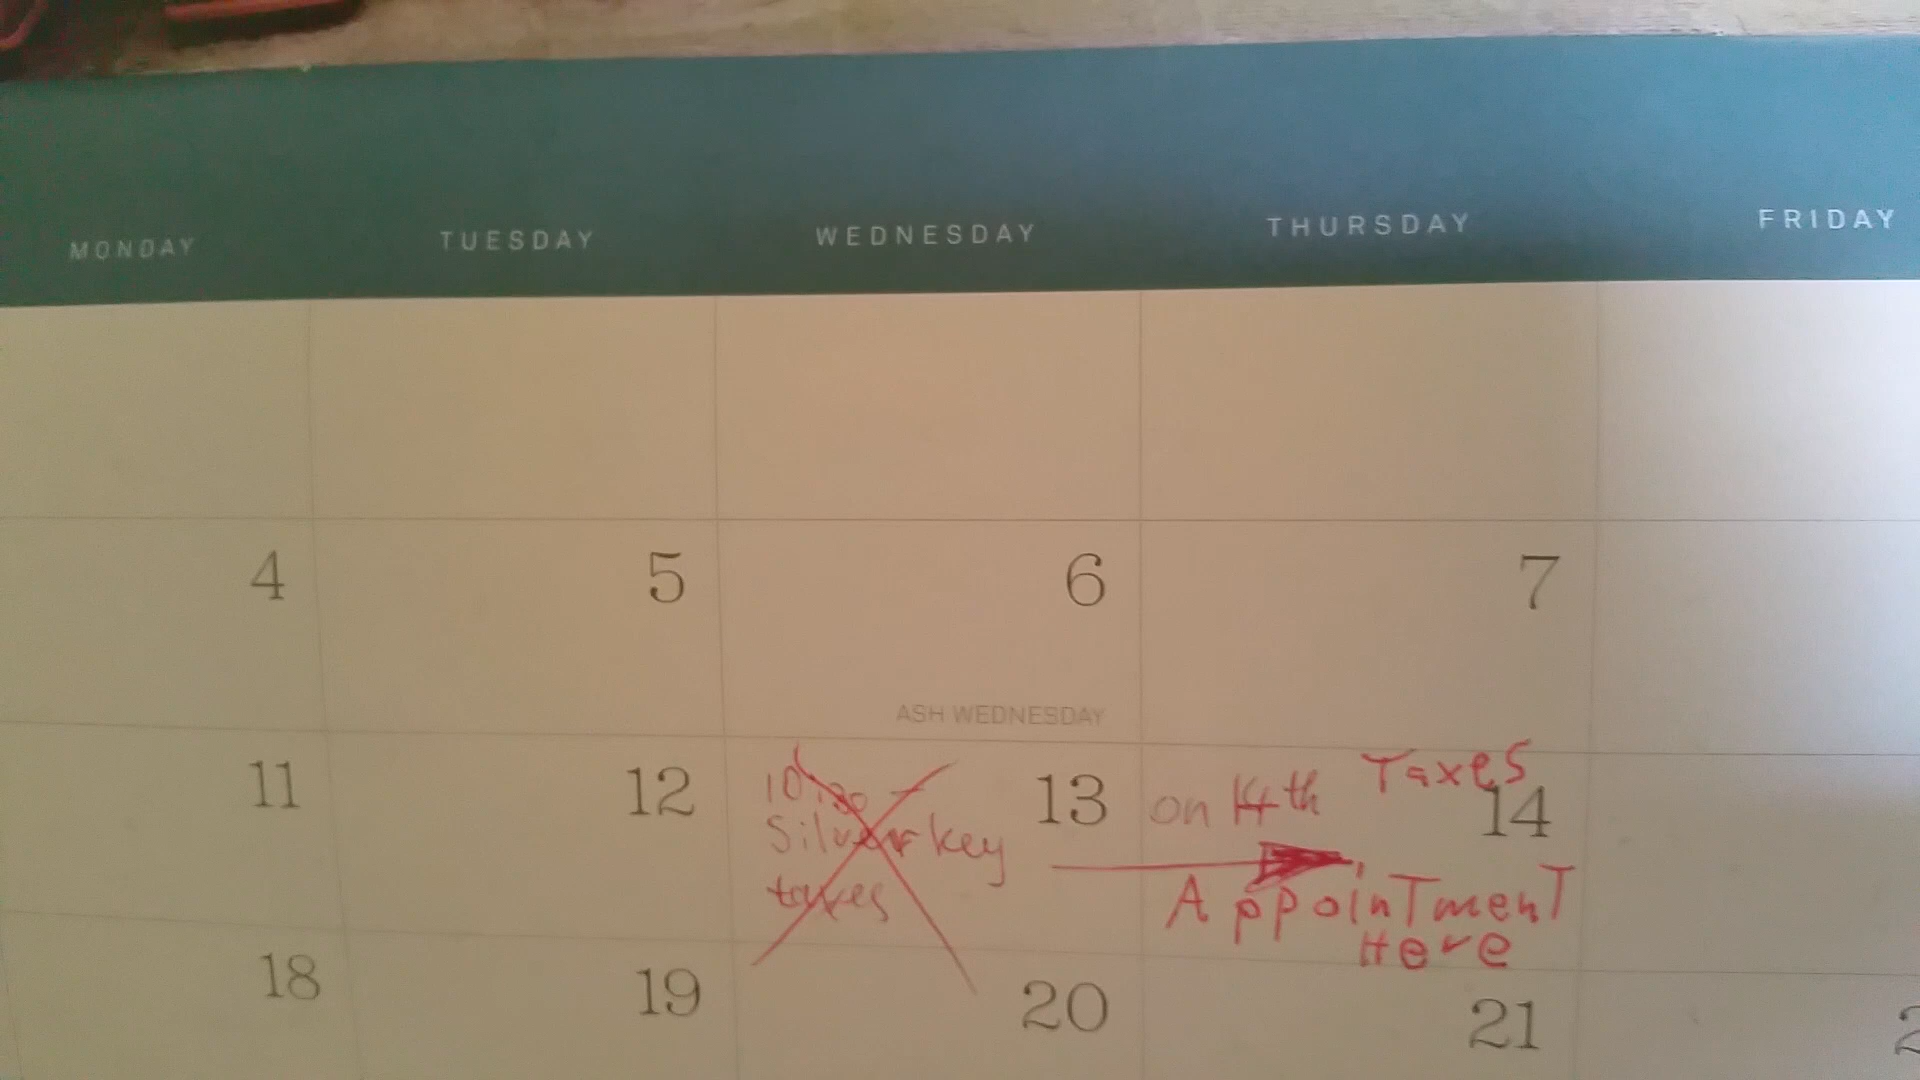 MONDAY TUESDAY WEDNESDAY THURSDAY FRIDAY
4 5 6 7
ASH WEDNESDAY
11 12 13 14
10:30
Silver key
taxes
on 14th Taxes
Appointment
Here
18 19 20 21